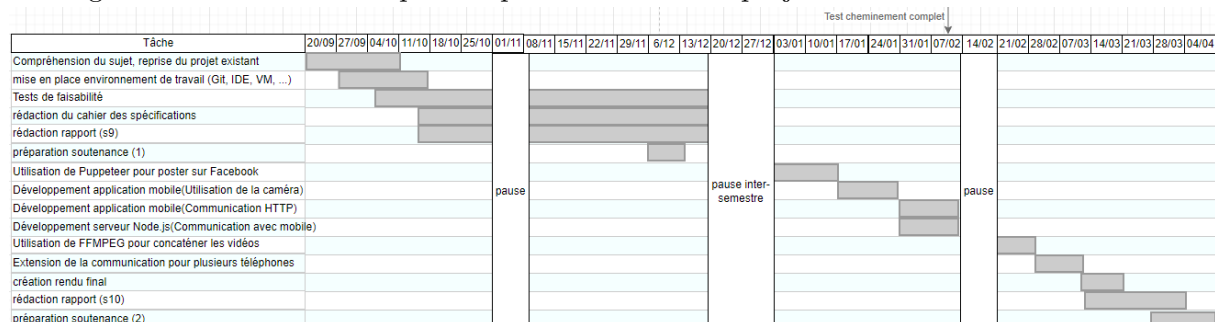 Test cheminement complet
Tâche 20/09 27/09 04/10 11/10 18/10 25/10 01/11 08/11 15/11 22/11 29/11 6/12 13/12 20/12 27/12 03/01 10/01 17/01 24/01 31/01 07/02 14/02 21/02 28/02 07/03 14/03 21/03 28/03 04/04
Compréhension du sujet, reprise du projet existant
mise en place environnement de travail (Git, IDE, VM, ...)
Tests de faisabilité
rédaction du cahier des spécifications
rédaction rapport (s9)
préparation soutenance (1)
Utilisation de Puppeteer pour poster sur Facebook
Développement application mobile(Utilisation de la caméra)
pause
pause inter-
semestre
pause
Développement application mobile(Communication HTTP)
Développement serveur Node.js(Communication avec mobile)
Utilisation de FFMPEG pour concaténer les vidéos
Extension de la communication pour plusieurs téléphones
création rendu final
rédaction rapport (s10)
préparation soutenance (2)